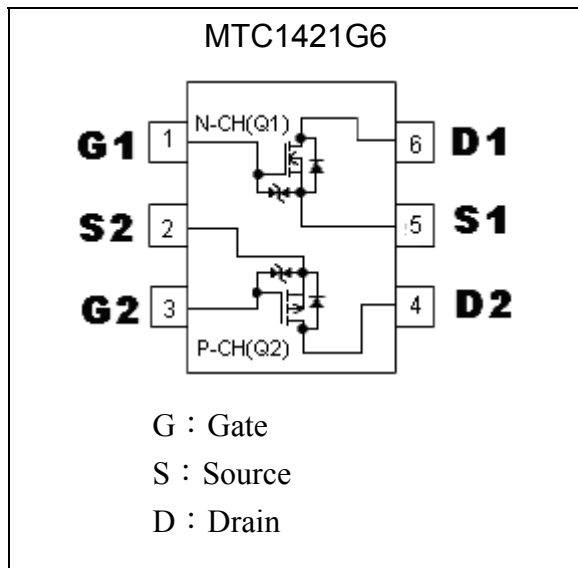 MTC1421G6
N-CH(Q1)
G1 1
6 D1
S2 2
5 S1
G2 3
4 D2
P-CH(Q2)
G：Gate
S：Source
D：Drain